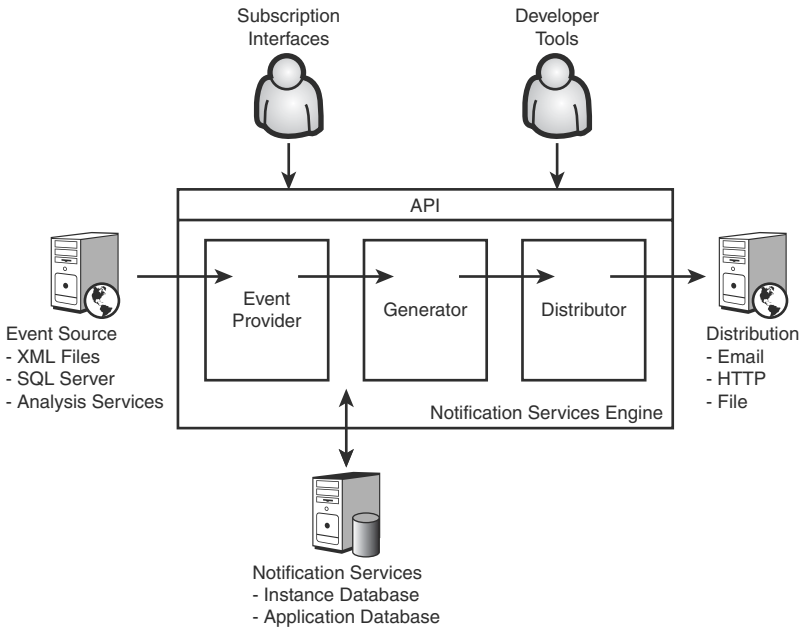 Subscription
Interfaces
Developer
Tools
API
Event
Provider
Generator
Distributor
Event Source
- XML Files
- SQL Server
- Analysis Services
Distribution
- Email
- HTTP
- File
Notification Services Engine
Notification Services
- Instance Database
- Application Database